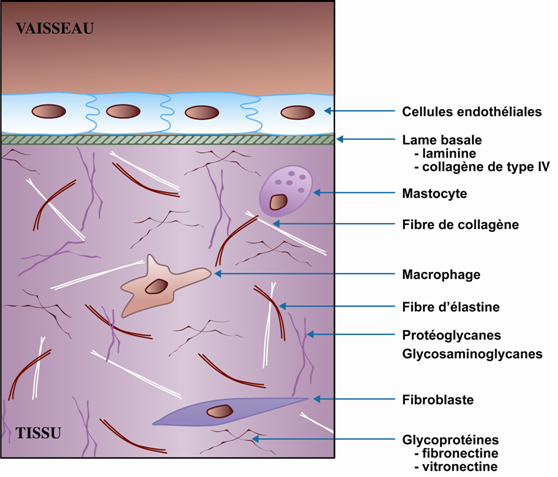 VAISSEAU
Cellules endothéliales
Lame basale
- laminine
- collagène de type IV
Mastocyte
Fibre de collagène
Macrophage
Fibre d'élastine
Protéoglycanes
Glycosaminoglycanes
Fibroblaste
TISSU
Glycoprotéines
- fibronectine
- vitronectine